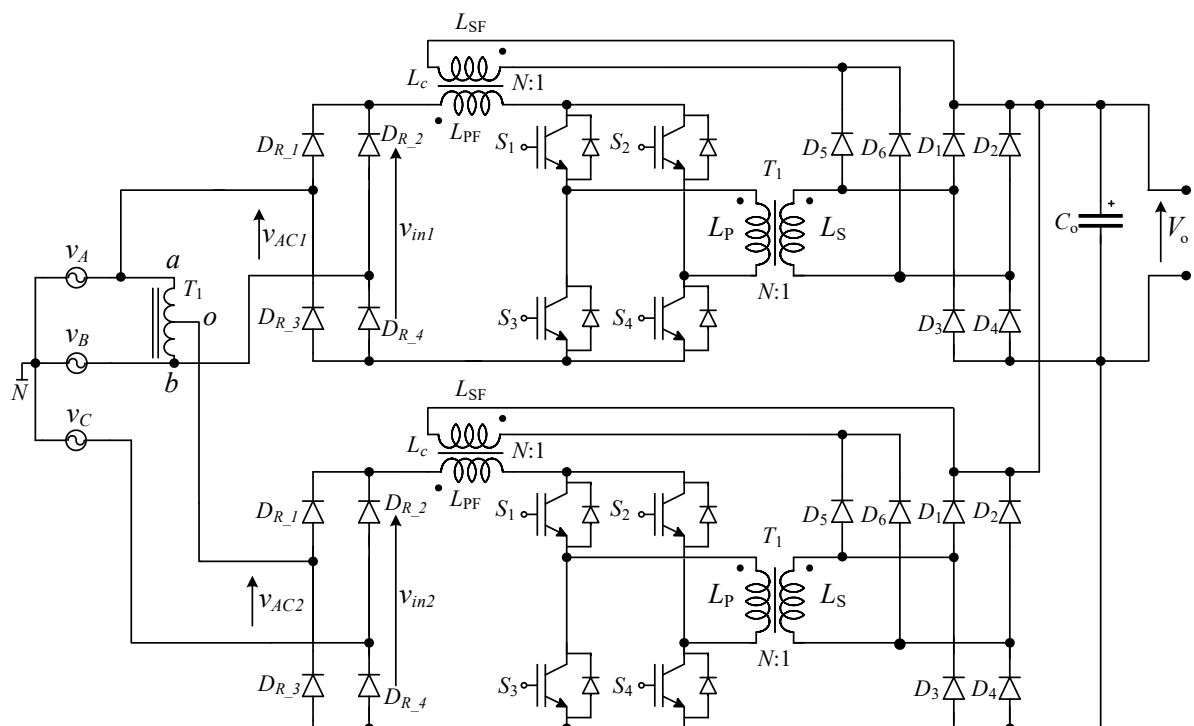 L_SF
L_c N:1
L_PF
D_R_1 D_R_2
S_1 S_2
D_5 D_6 D_1 D_2
T_1
v_AC1 v_in1
L_P L_S
C_o + V_o
v_A a
T_1
o
N:1
D_R_3 D_R_4
S_3 S_4
D_3 D_4
v_B
N b
v_C
L_SF
L_c N:1
L_PF
D_R_1 D_R_2
S_1 S_2
D_5 D_6 D_1 D_2
T_1
v_AC2 v_in2
L_P L_S
N:1
D_R_3 D_R_4
S_3 S_4
D_3 D_4